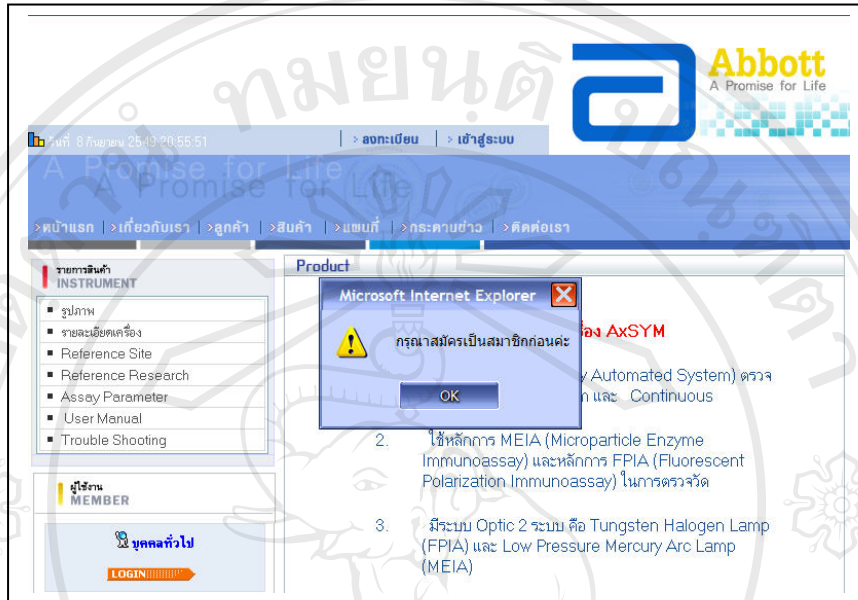 Abbott
A Promise for Life
วันที่ 8 กันยายน 2549 20:55:51
> ลงทะเบียน
> เข้าสู่ระบบ
A Promise for Life
A Promise for Life
>หน้าแรก |>เกี่ยวกับเรา |>ลูกค้า |>สินค้า |>แผนที่ |>กระดานข่าว |>ติดต่อเรา
รายการสินค้า
INSTRUMENT
รูปภาพ
รายละเอียดเครื่อง
Reference Site
Reference Research
Assay Parameter
User Manual
Trouble Shooting
ผู้ใช้งาน
MEMBER
บุคคลทั่วไป
LOGIN
Product
Microsoft Internet Explorer
กรุณาสมัครเป็นสมาชิกก่อนค่ะ
OK
AxSYM
Automated System) ตรวจ
และ Continuous
2. ใช้หลักการ MEIA (Microparticle Enzyme
Immunoassay) และหลักการ FPIA (Fluorescent
Polarization Immunoassay) ในการตรวจวัด
3. มีระบบ Optic 2 ระบบ คือ Tungsten Halogen Lamp
(FPIA) และ Low Pressure Mercury Arc Lamp
(MEIA)